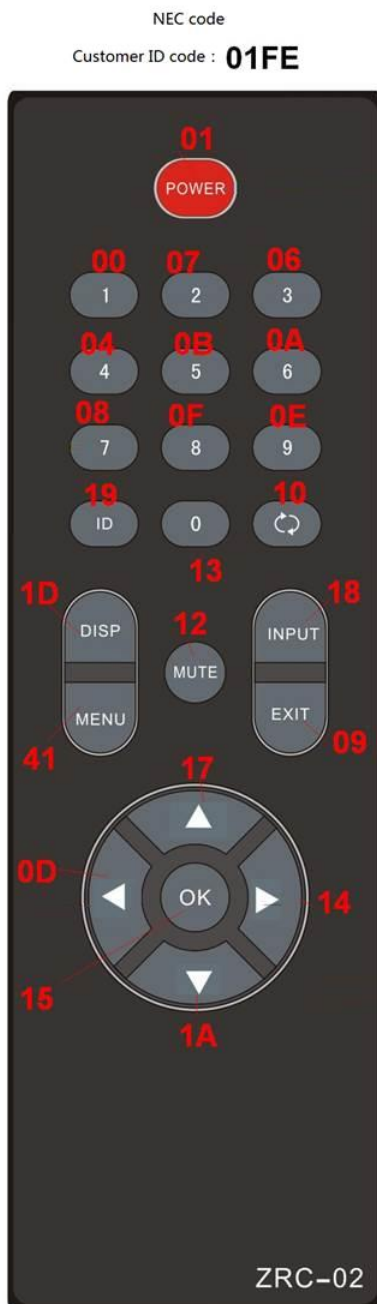 NEC code
Customer ID code : 01FE
01
POWER
00 07 06
1 2 3
04 0B 0A
4 5 6
08 0F 0E
7 8 9
19 10
ID 0
13
1D 12 18
DISP MUTE INPUT
MENU EXIT
41 09
17
0D
OK
14
15
1A
ZRC-02